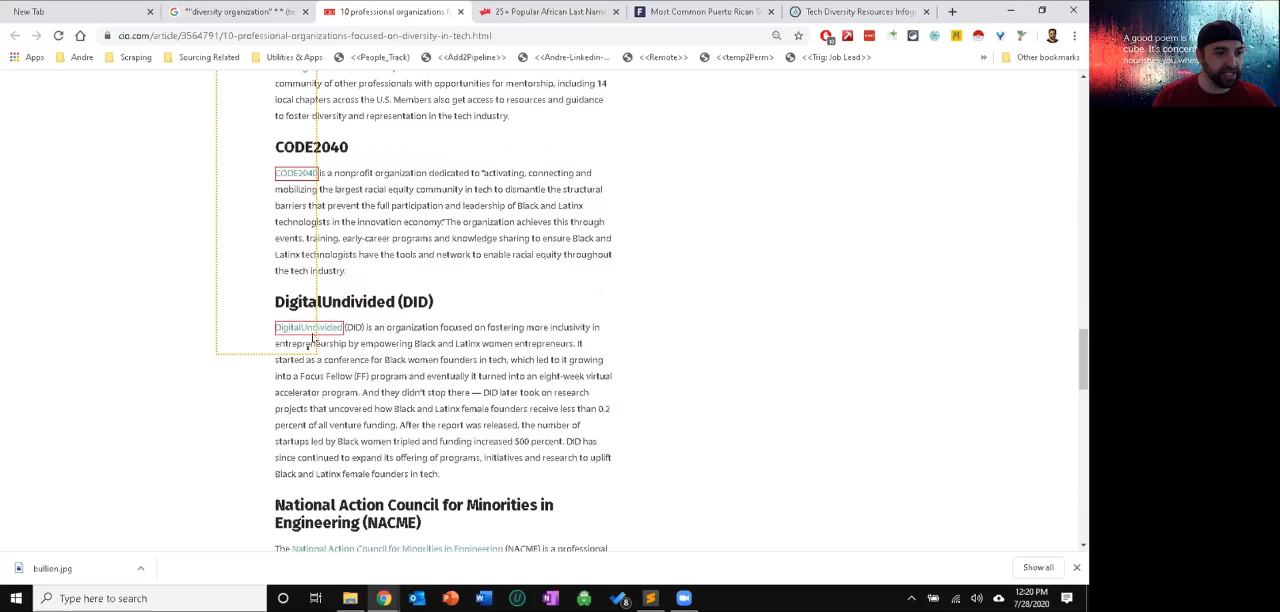 New Tab
"diversity organization" * * (te
10 professional organizations f
25+ Popular African Last Name
Most Common Puerto Rican S
Tech Diversity Resources Infog
cio.com/article/3564791/10-professional-organizations-focused-on-diversity-in-tech.html
Apps
Andre
Scraping
Sourcing Related
Utilities & Apps
<<People_Track)
<<Add2Pipeline>>
<<Andre-Linkedin-...
<<Remote>>
<<temp2Perm>
<<Trig: Job Lead>>
»
Other bookmarks
A good poem is
cube. It's concent
nourishes you when
community of other professionals with opportunities for mentorship, including 14
local chapters across the U.S. Members also get access to resources and guidance
to foster diversity and representation in the tech industry.
CODE2040
CODE2040 is a nonprofit organization dedicated to "activating, connecting and
mobilizing the largest racial equity community in tech to dismantle the structural
barriers that prevent the full participation and leadership of Black and Latinx
technologists in the innovation economy." The organization achieves this through
events, training, early-career programs and knowledge sharing to ensure Black and
Latinx technologists have the tools and network to enable racial equity throughout
the tech industry.
DigitalUndivided (DID)
DigitalUndivided (DID) is an organization focused on fostering more inclusivity in
entrepreneurship by empowering Black and Latinx women entrepreneurs. It
started as a conference for Black women founders in tech, which led to it growing
into a Focus Fellow (FF) program and eventually it turned into an eight-week virtual
accelerator program. And they didn't stop there — DID later took on research
projects that uncovered how Black and Latinx female founders receive less than 0.2
percent of all venture funding. After the report was released, the number of
startups led by Black women tripled and funding increased 500 percent. DID has
since continued to expand its offering of programs, initiatives and research to uplift
Black and Latinx female founders in tech.
National Action Council for Minorities in
Engineering (NACME)
The National Action Council for Minorities in Engineering (NACME) is a professional
bullion.jpg
Show all
Type here to search
12:20 PM
7/28/2020